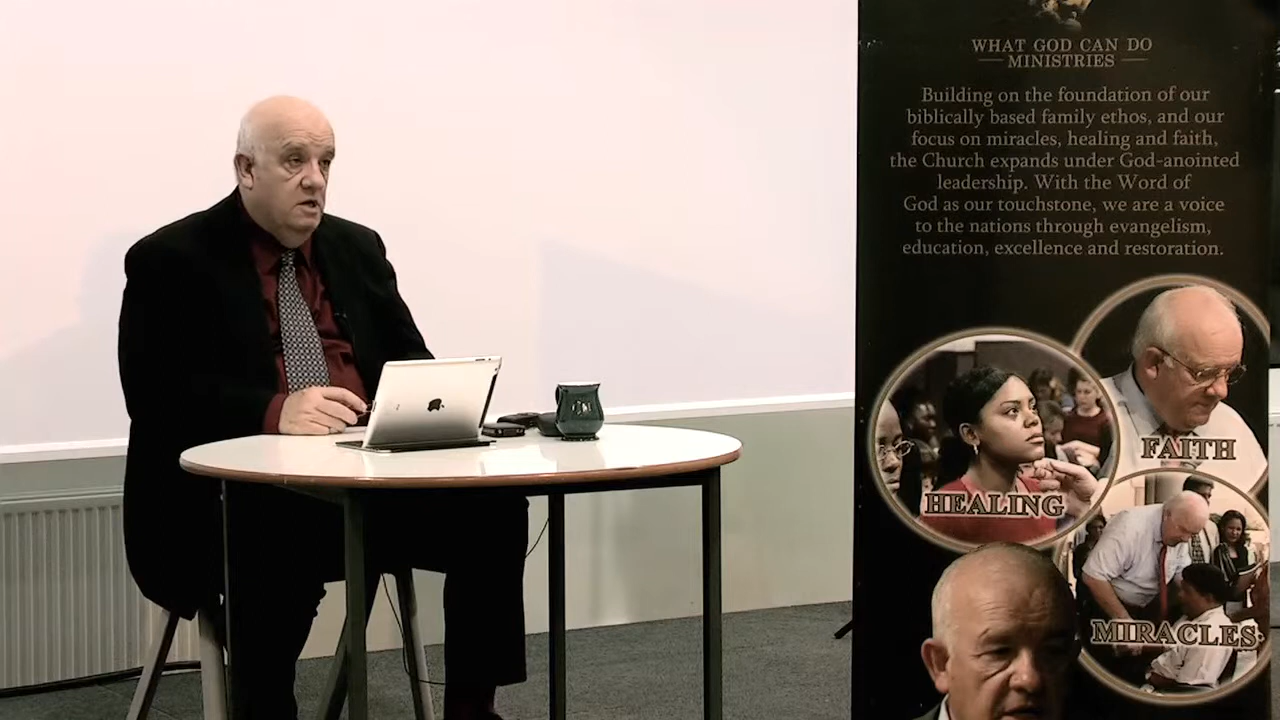 WHAT GOD CAN DO
MINISTRIES
Building on the foundation of our
biblically based family ethos, and our
focus on miracles, healing and faith,
the Church expands under God-anointed
leadership. With the Word of
God as our touchstone, we are a voice
to the nations through evangelism,
education, excellence and restoration.
FAITH
HEALING
MIRACLES